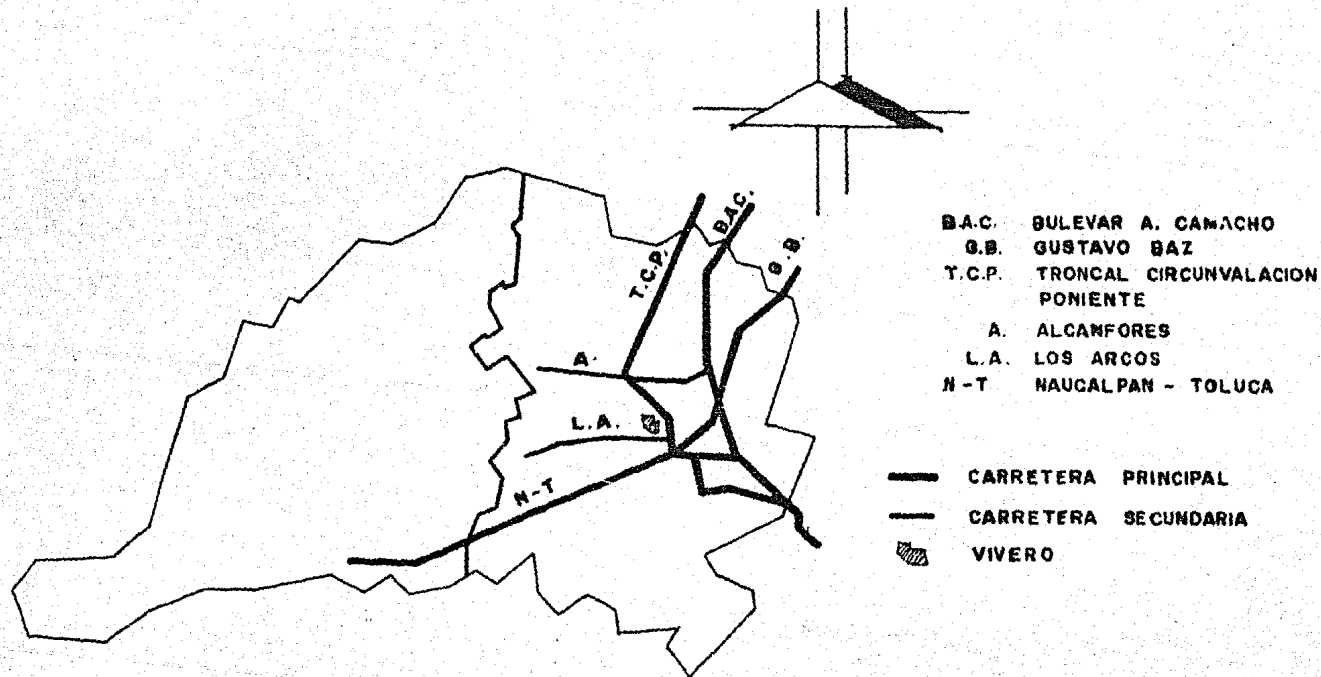 T.C.P.
B.A.C.
G.B.
A.
L.A.
N-T
B.A.C. BULEVAR A. CAMACHO
G.B. GUSTAVO BAZ
T.C.P. TRONCAL CIRCUNVALACION
PONIENTE
A. ALCANFORES
L.A. LOS ARCOS
N-T NAUCALPAN - TOLUCA
CARRETERA PRINCIPAL
CARRETERA SECUNDARIA
VIVERO